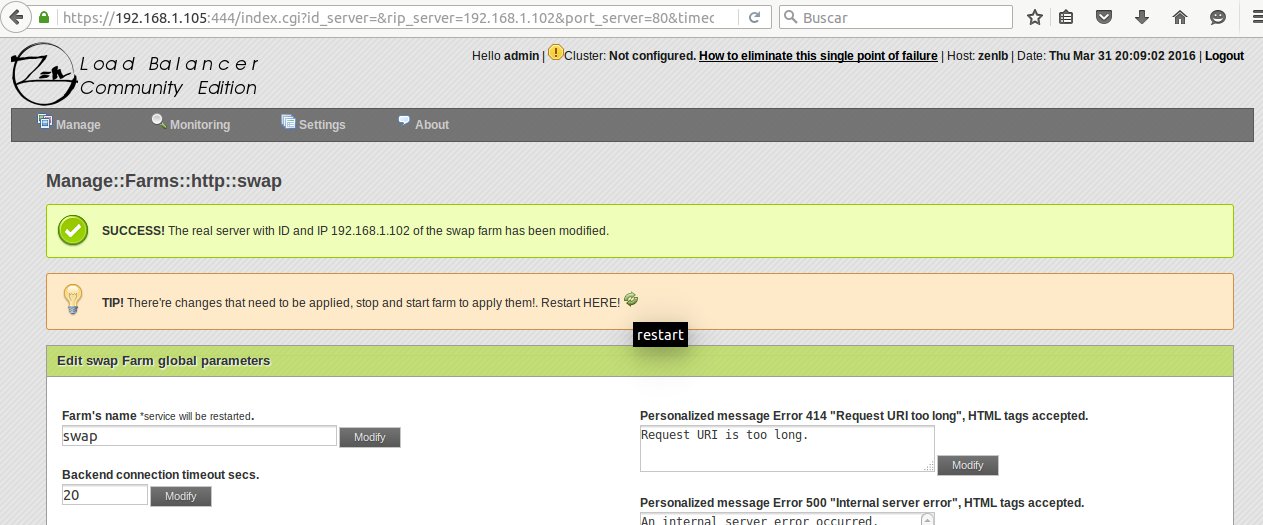 https://192.168.1.105:444/index.cgi?id_server=&rip_server=192.168.1.102&port_server=80&timec
Buscar
Zen
Load Balancer
Community Edition
Hello admin | Cluster: Not configured. How to eliminate this single point of failure | Host: zenlb | Date: Thu Mar 31 20:09:02 2016 | Logout
Manage Monitoring Settings About
Manage::Farms::http::swap
SUCCESS! The real server with ID and IP 192.168.1.102 of the swap farm has been modified.
TIP! There're changes that need to be applied, stop and start farm to apply them!. Restart HERE!
restart
Edit swap Farm global parameters
Farm's name *service will be restarted.
swap
Modify
Backend connection timeout secs.
20
Modify
Personalized message Error 414 "Request URI too long", HTML tags accepted.
Request URI is too long.
Modify
Personalized message Error 500 "Internal server error", HTML tags accepted.
An internal server error occurred.